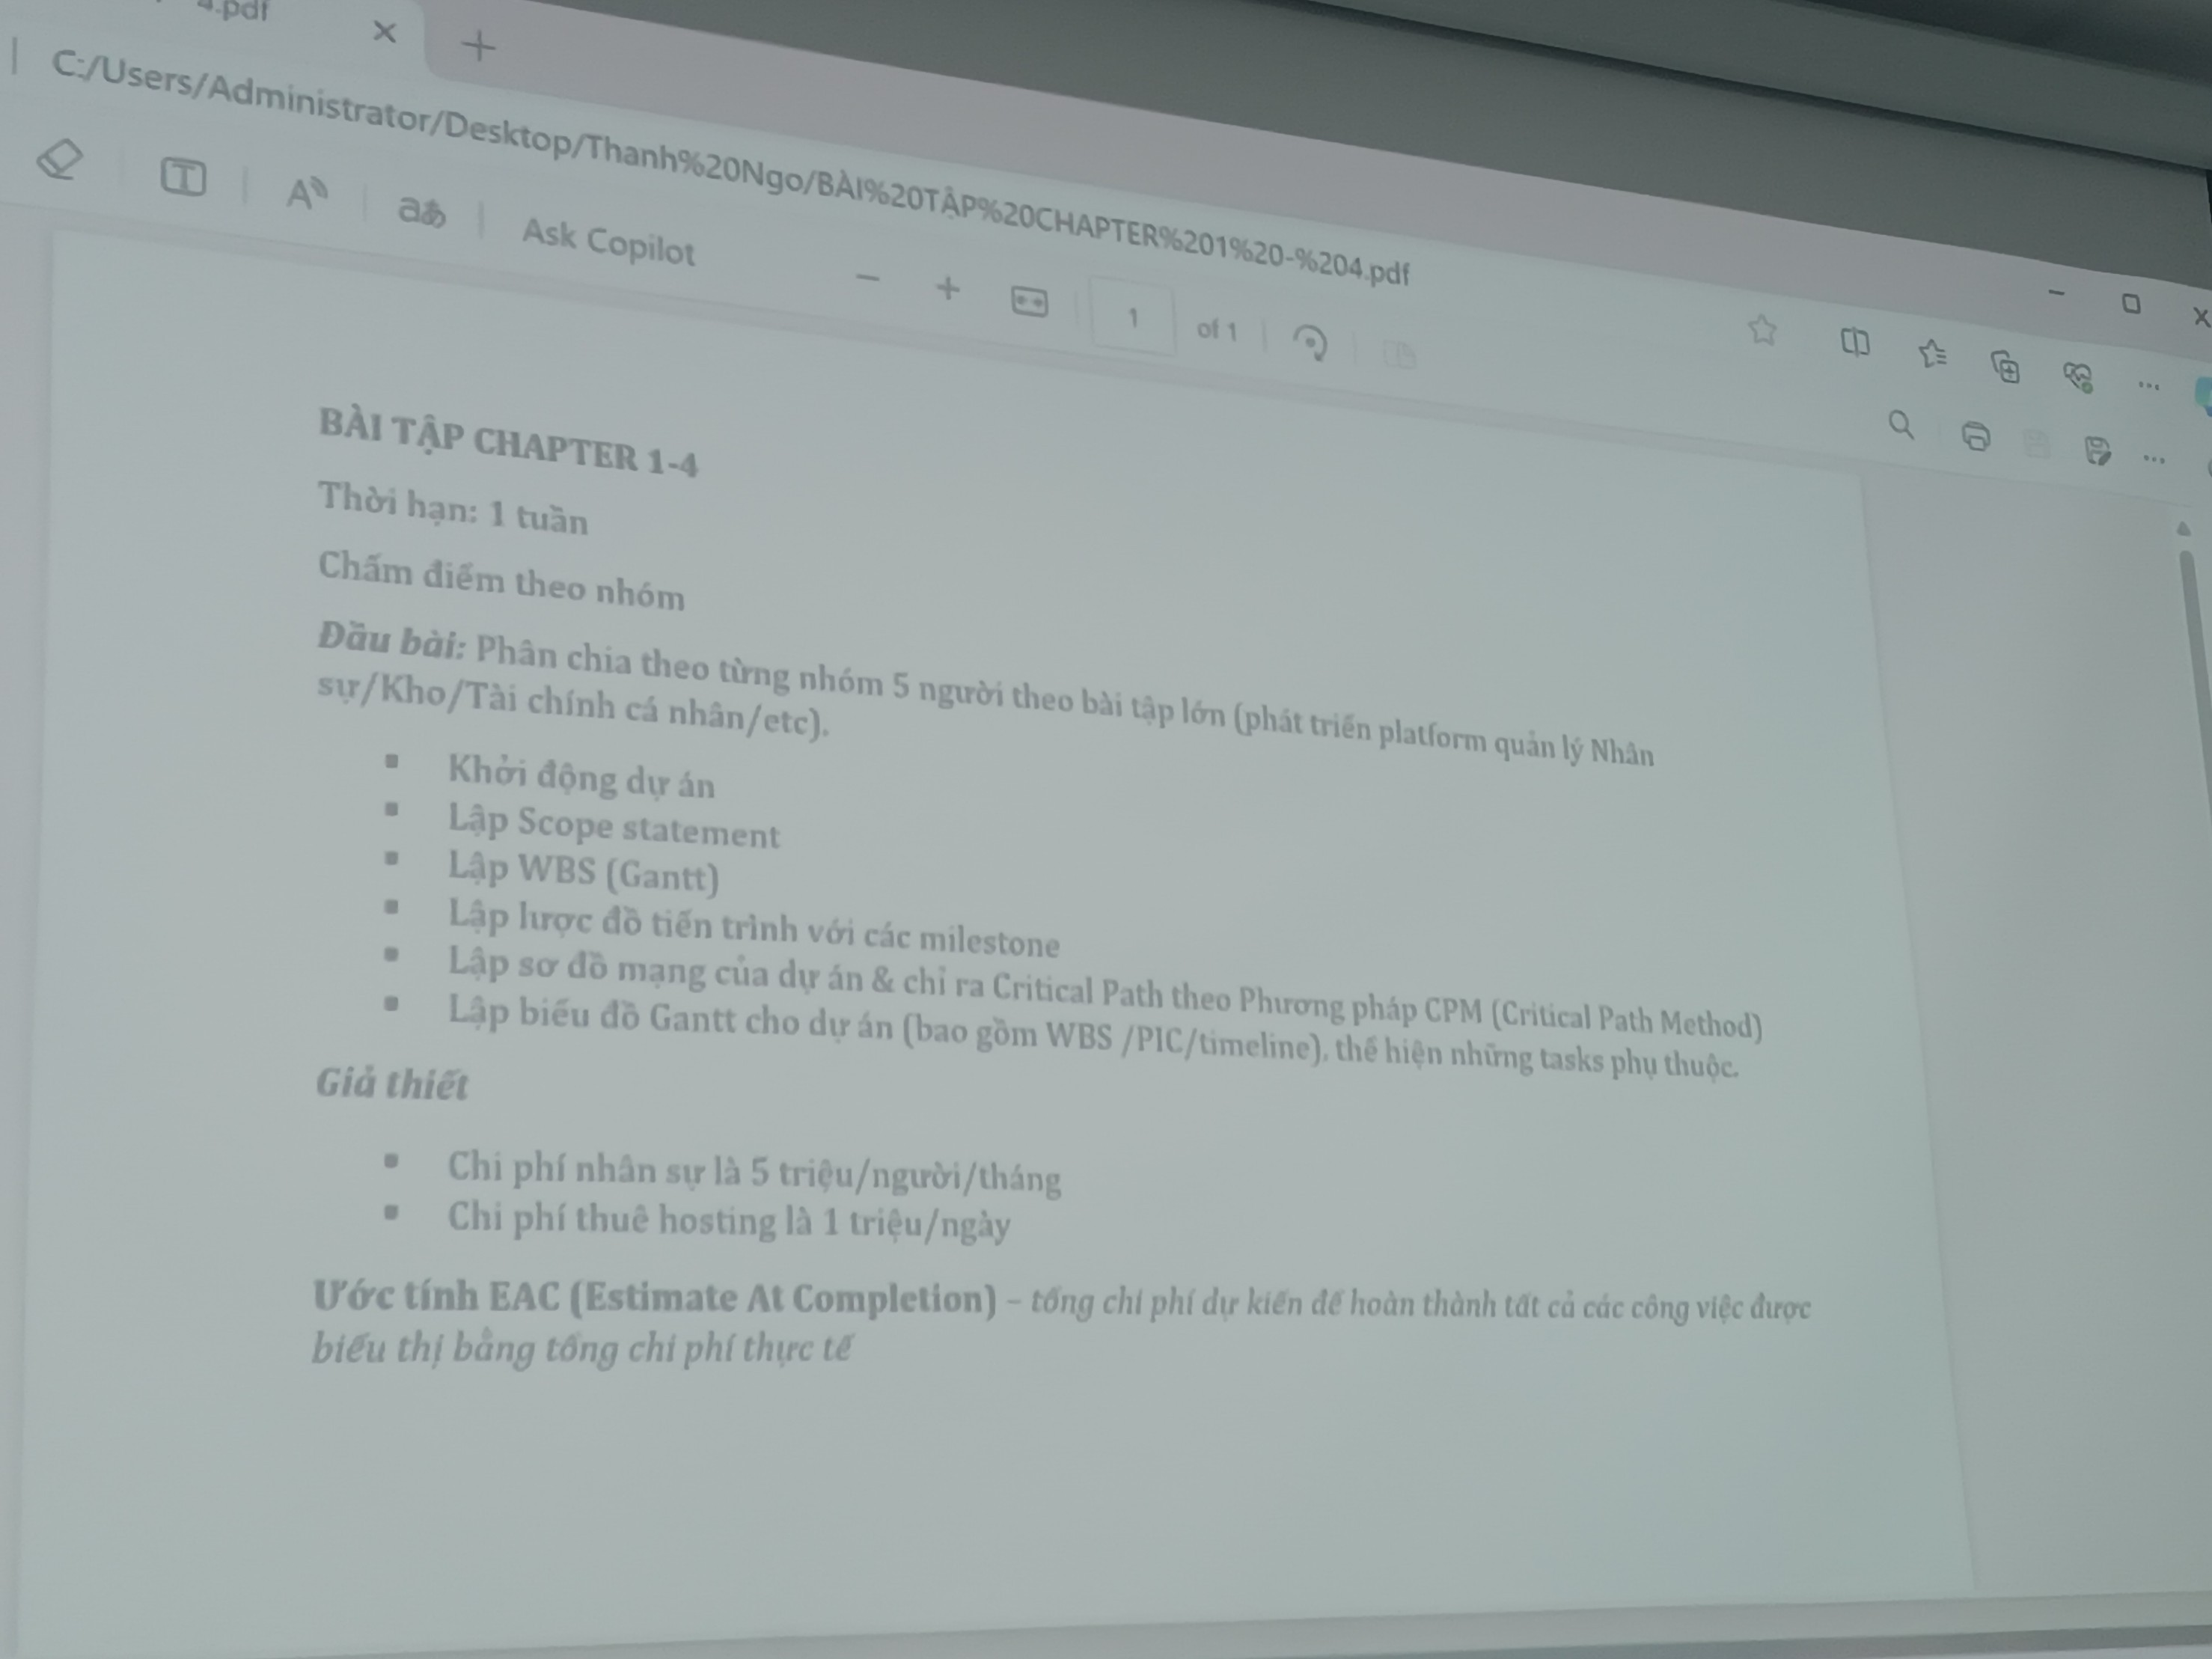 4.pdf
C:/Users/Administrator/Desktop/Thanh%20Ngo/BÀI%20TẬP%20CHAPTER%201%20-%204.pdf
Ask Copilot
1 of 1
BÀI TẬP CHAPTER 1-4
Thời hạn: 1 tuần
Chấm điểm theo nhóm
Đầu bài: Phân chia theo từng nhóm 5 người theo bài tập lớn (phát triển platform quản lý Nhân
sự/Kho/Tài chính cá nhân/etc).
▪ Khởi động dự án
▪ Lập Scope statement
▪ Lập WBS (Gantt)
▪ Lập lược đồ tiến trình với các milestone
▪ Lập sơ đồ mạng của dự án & chỉ ra Critical Path theo Phương pháp CPM (Critical Path Method)
▪ Lập biểu đồ Gantt cho dự án (bao gồm WBS /PIC/timeline), thể hiện những tasks phụ thuộc.
Giả thiết
▪ Chi phí nhân sự là 5 triệu/người/tháng
▪ Chi phí thuê hosting là 1 triệu/ngày
Ước tính EAC (Estimate At Completion) – tổng chi phí dự kiến để hoàn thành tất cả các công việc được
biểu thị bằng tổng chi phí thực tế